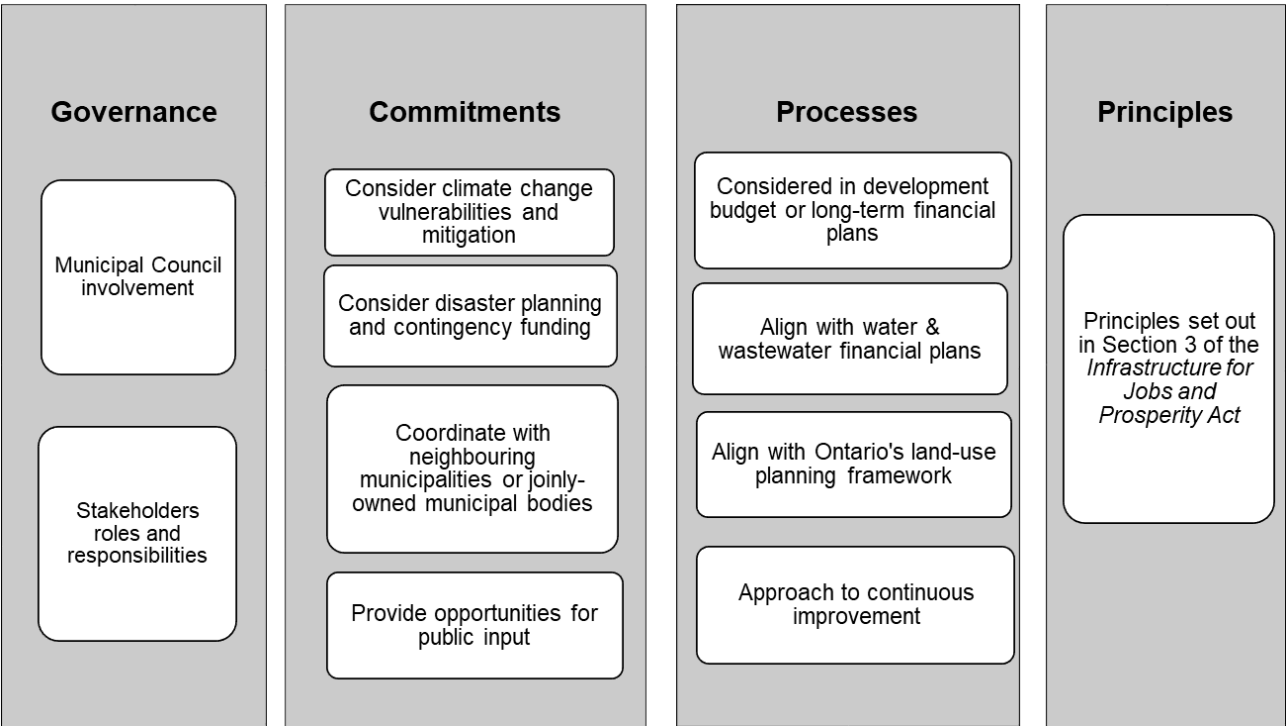 Governance
Municipal Council
involvement
Stakeholders
roles and
responsibilities
Commitments
Consider climate change
vulnerabilities and
mitigation
Consider disaster planning
and contingency funding
Coordinate with
neighbouring
municipalities or joinly-
owned municipal bodies
Provide opportunities for
public input
Processes
Considered in development
budget or long-term financial
plans
Align with water &
wastewater financial plans
Align with Ontario's land-use
planning framework
Approach to continuous
improvement
Principles
Principles set out
in Section 3 of the
Infrastructure for
Jobs and
Prosperity Act